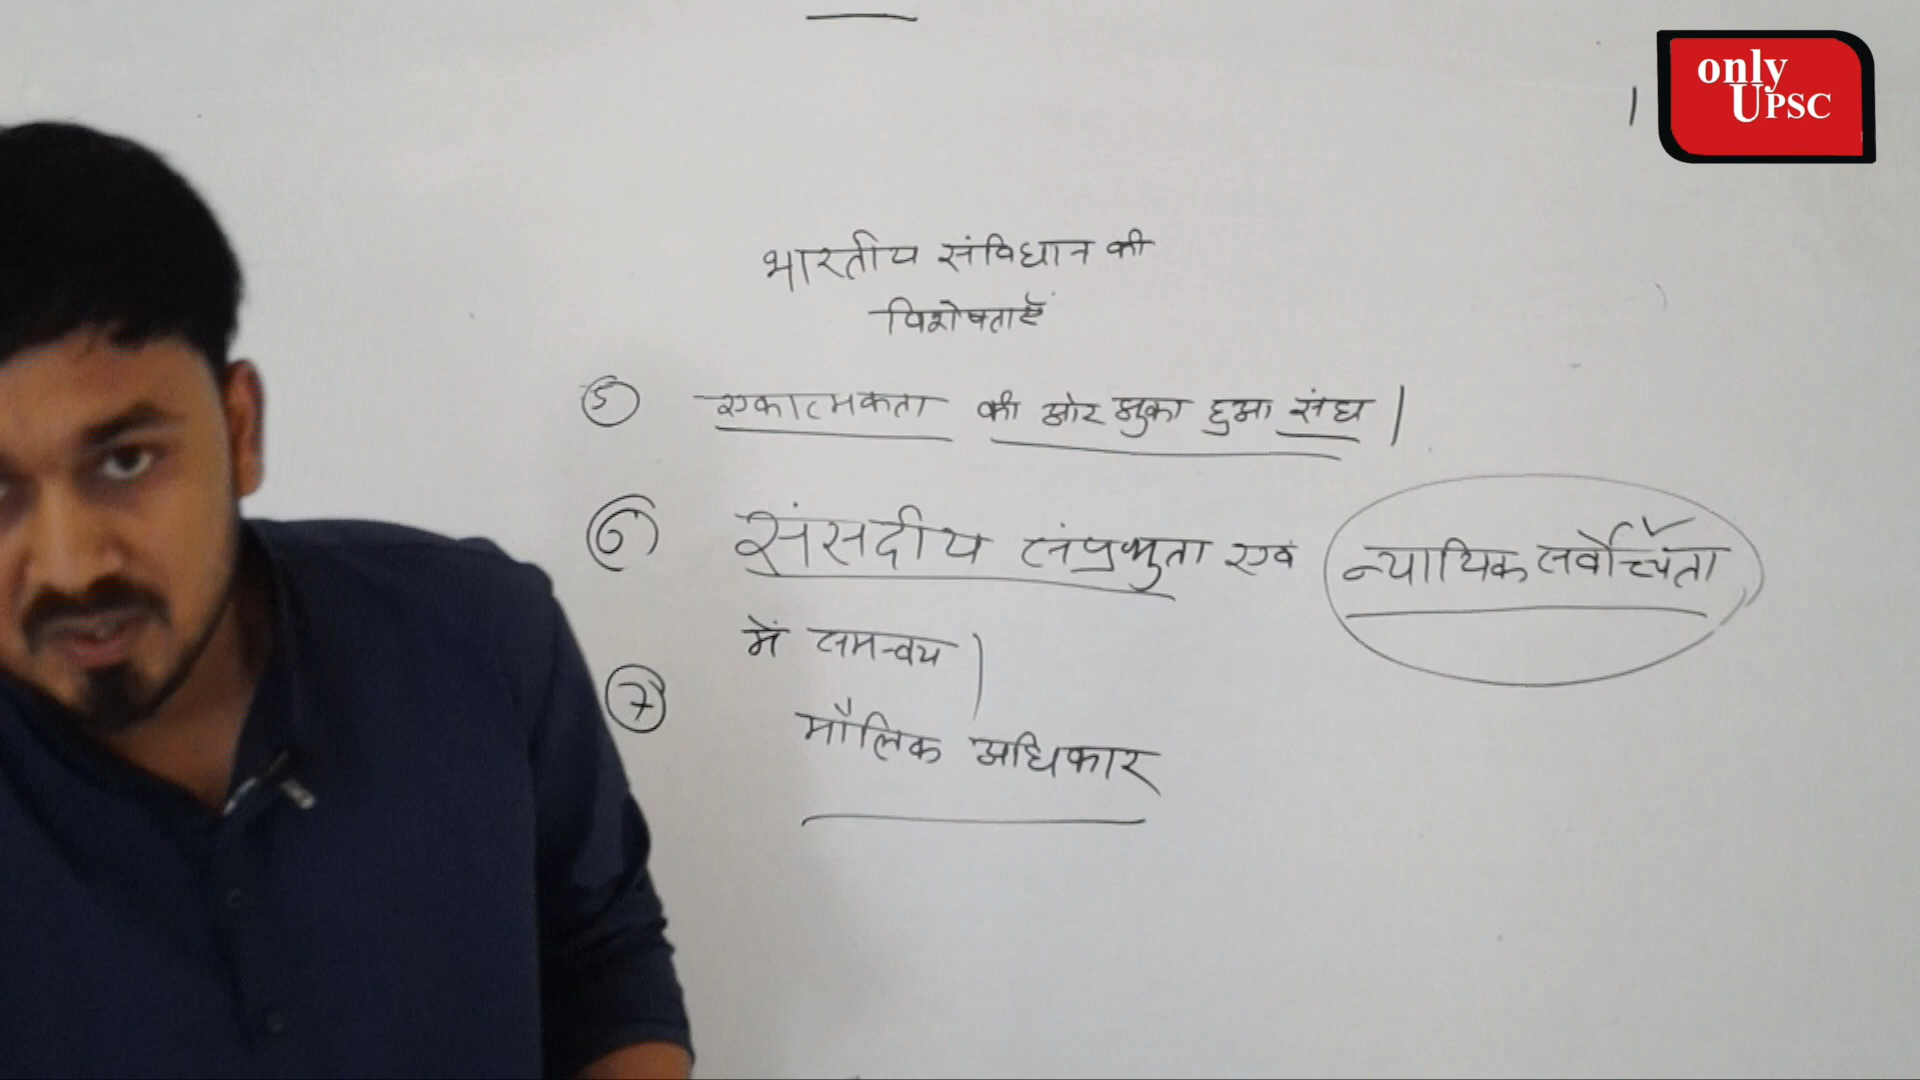 only
UPSC
भारतीय संविधान की
विशेषताएँ
⑤ एकात्मकता की ओर झुका हुआ संघ |
⑥ संसदीय संप्रभुता एवं न्यायिक सर्वोच्चता
में समन्वय |
⑦ मौलिक अधिकार